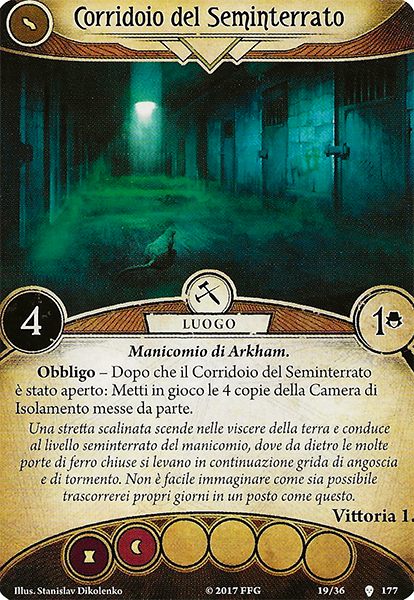 Corridoio del Seminterrato
4
LUOGO
1
Manicomio di Arkham.
Obbligo – Dopo che il Corridoio del Seminterrato
è stato aperto: Metti in gioco le 4 copie della Camera di
Isolamento messe da parte.
Una stretta scalinata scende nelle viscere della terra e conduce
al livello seminterrato del manicomio, dove da dietro le molte
porte di ferro chiuse si levano in continuazione grida di angoscia
e di tormento. Non è facile immaginare come sia possibile
trascorrerei propri giorni in un posto come questo.
Vittoria 1.
Illus. Stanislav Dikolenko © 2017 FFG 19/36 177